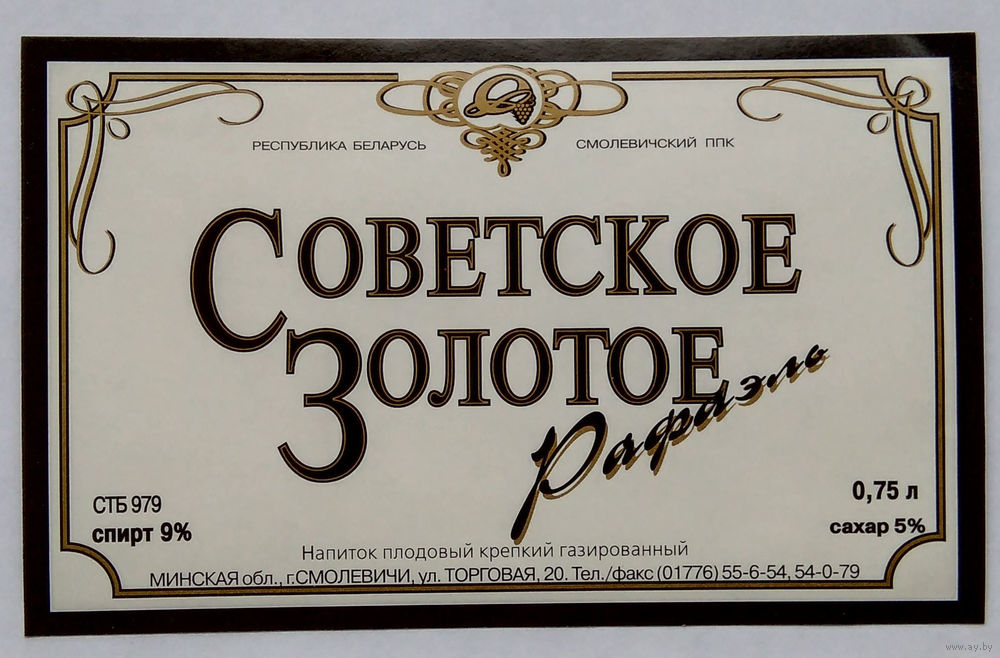 РЕСПУБЛИКА БЕЛАРУСЬ
СМОЛЕВИЧСКИЙ ППК
СОВЕТСКОЕ
ЗОЛОТОЕ
Рафаэль
СТБ 979
спирт 9%
0,75 л
сахар 5%
Напиток плодовый крепкий газированный
МИНСКАЯ обл., г.СМОЛЕВИЧИ, ул. ТОРГОВАЯ, 20. Тел./факс (01776) 55-6-54, 54-0-79
www.ay.by